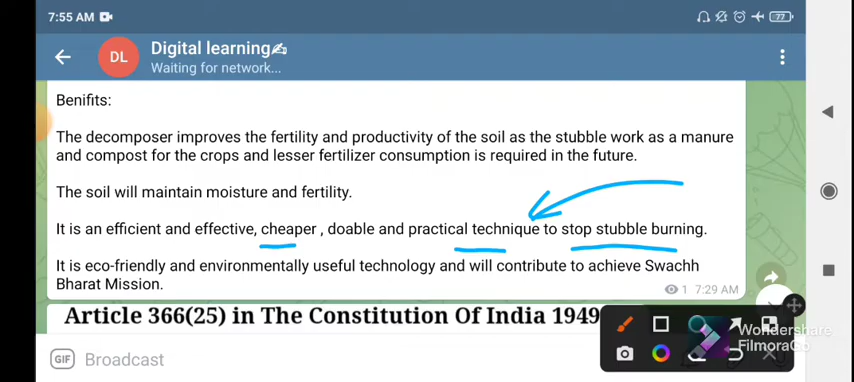 7:55 AM
77
DL
Digital learning✍
Waiting for network...
Benifits:
The decomposer improves the fertility and productivity of the soil as the stubble work as a manure
and compost for the crops and lesser fertilizer consumption is required in the future.
The soil will maintain moisture and fertility.
It is an efficient and effective, cheaper , doable and practical technique to stop stubble burning.
It is eco-friendly and environmentally useful technology and will contribute to achieve Swachh
Bharat Mission.
1 7:29 AM
Article 366(25) in The Constitution Of India 1949
GIF
Broadcast
Wondershare
FilmoraGo